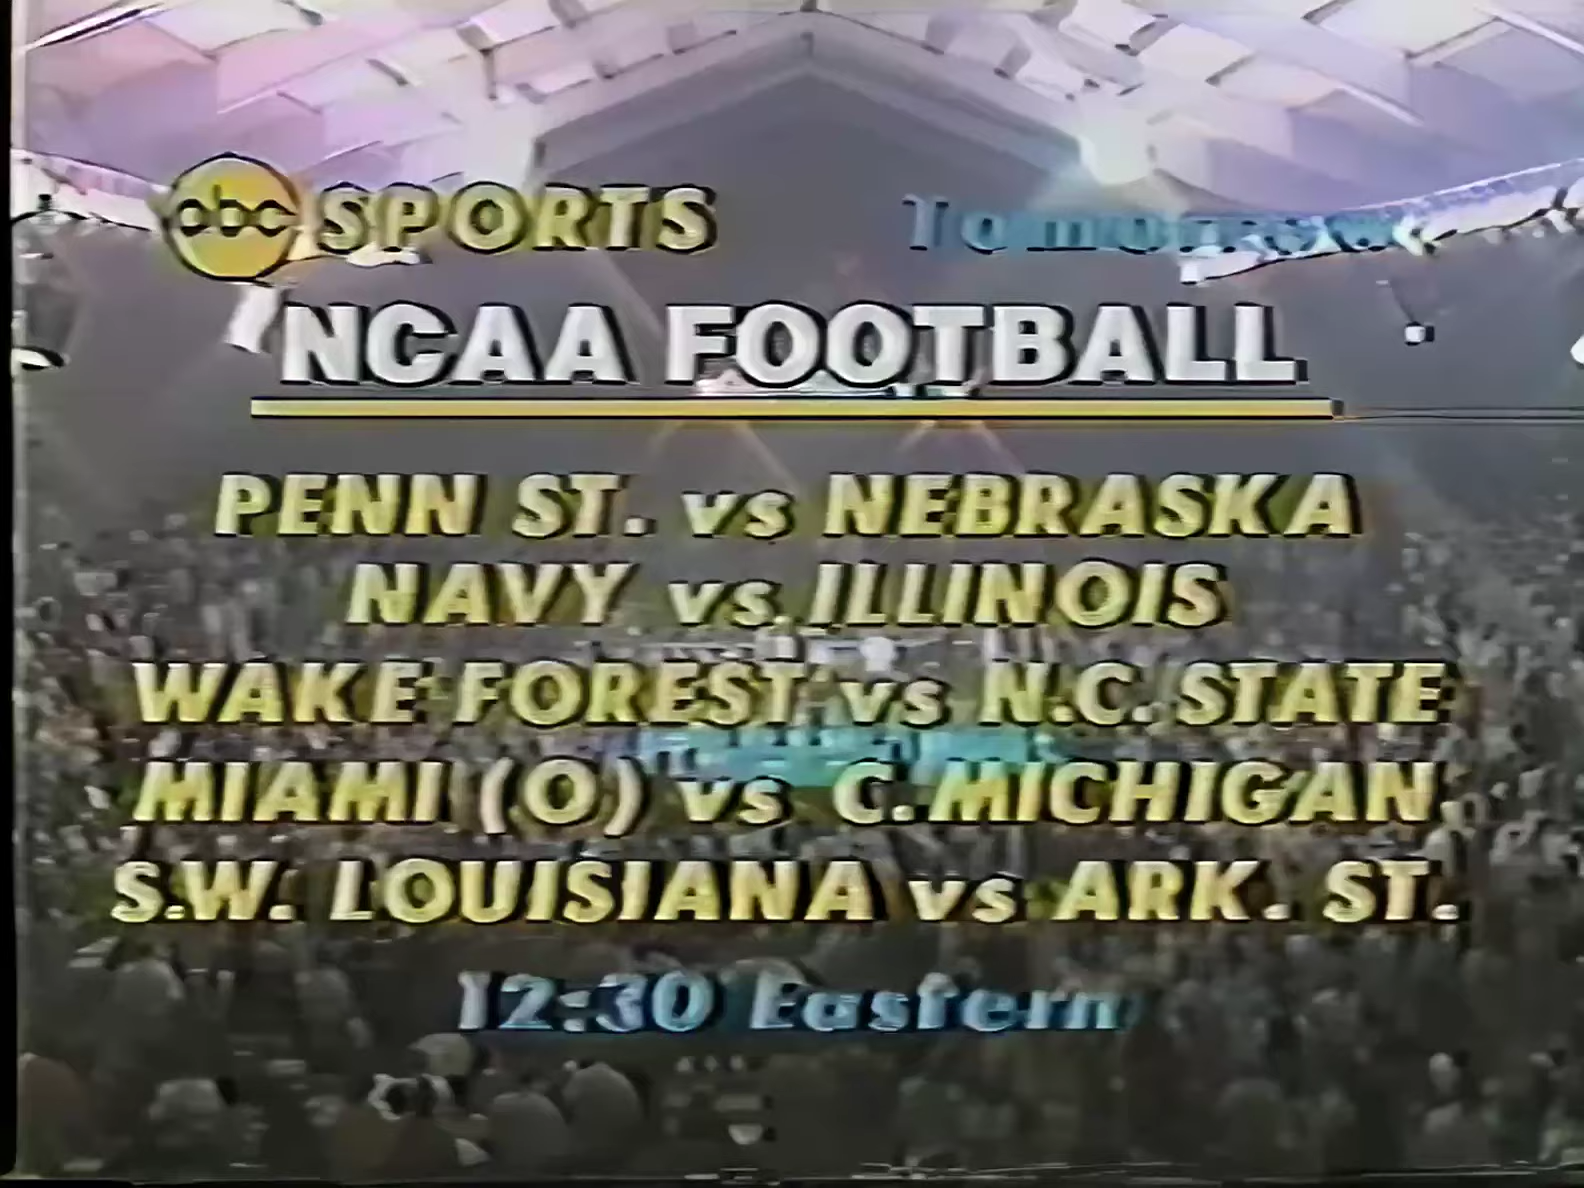 abc SPORTS Tomorrow
NCAA FOOTBALL
PENN ST. vs NEBRASKA
NAVY vs ILLINOIS
WAKE FOREST vs N.C. STATE
MIAMI (O) vs C. MICHIGAN
S.W. LOUISIANA vs ARK. ST.
12:30 Eastern